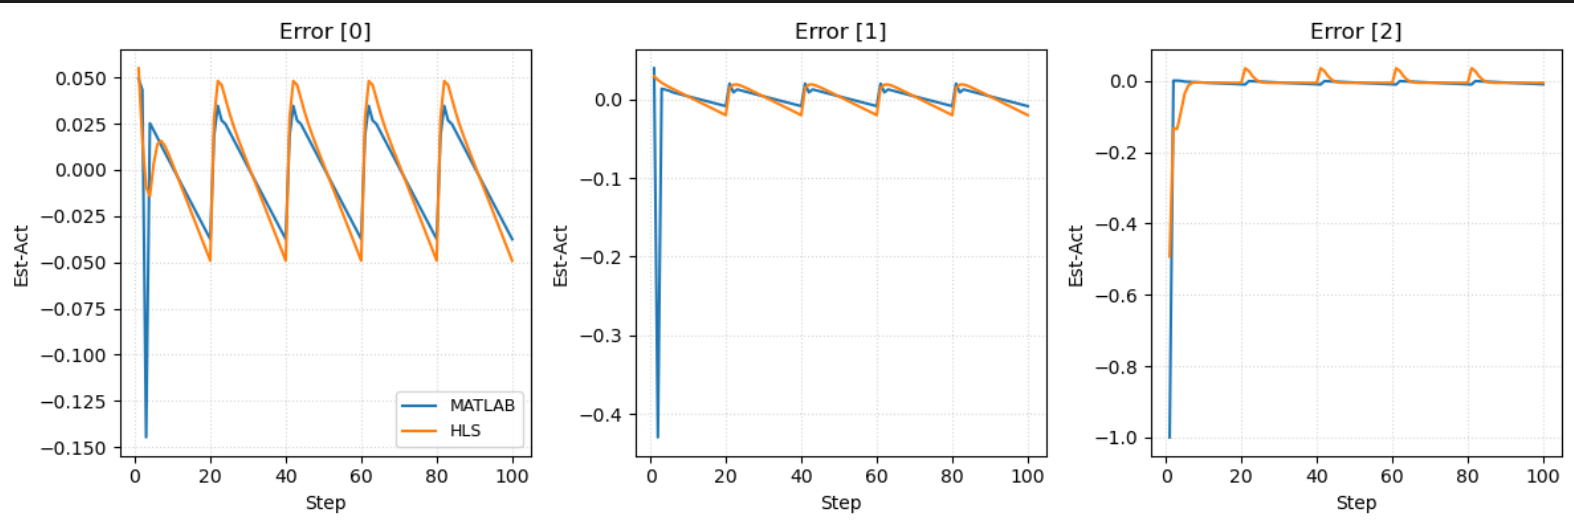 Error [0]
Est-Act
0.050
0.025
0.000
−0.025
−0.050
−0.075
−0.100
−0.125
−0.150
MATLAB
HLS
0 20 40 60 80 100
Step
Error [1]
Est-Act
0.0
−0.1
−0.2
−0.3
−0.4
0 20 40 60 80 100
Step
Error [2]
Est-Act
0.0
−0.2
−0.4
−0.6
−0.8
−1.0
0 20 40 60 80 100
Step